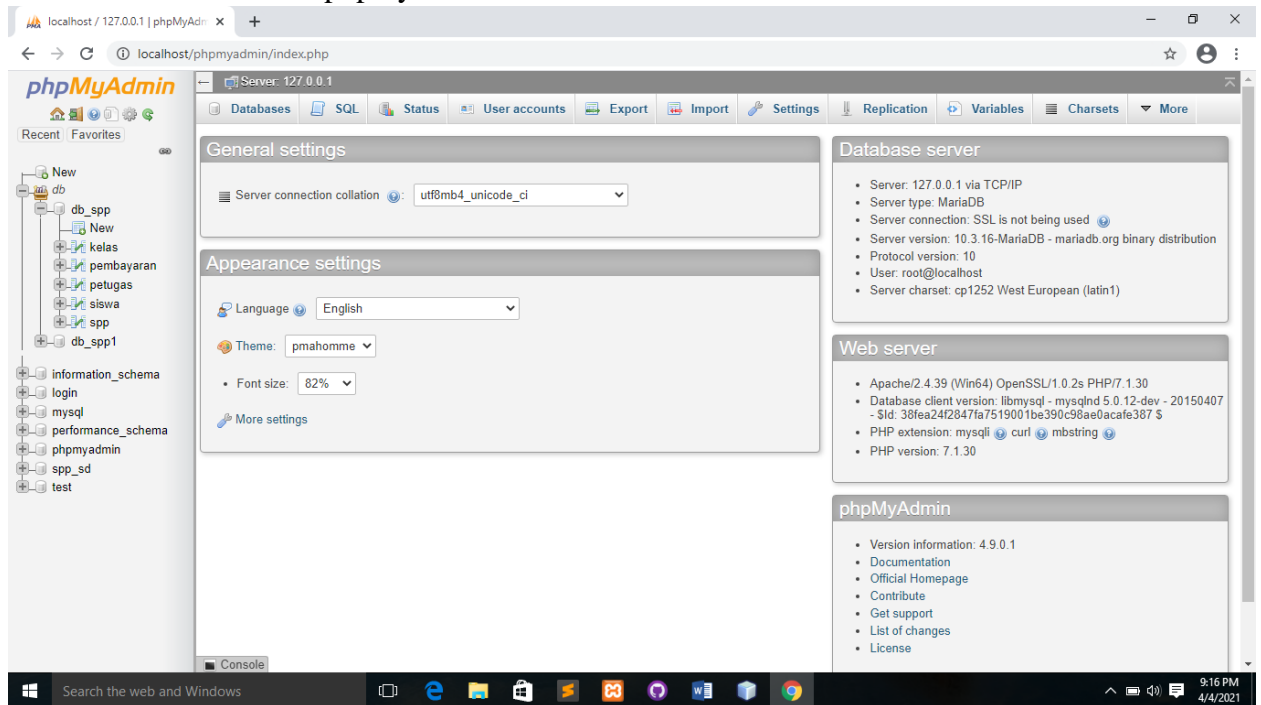 localhost / 127.0.0.1 | phpMyAdn
localhost/phpmyadmin/index.php
phpMyAdmin
Recent Favorites
New
db
db_spp
New
kelas
pembayaran
petugas
siswa
spp
db_spp1
information_schema
login
mysql
performance_schema
phpmyadmin
spp_sd
test
Server: 127.0.0.1
Databases SQL Status User accounts Export Import Settings Replication Variables Charsets More
General settings
Server connection collation : utf8mb4_unicode_ci
Appearance settings
Language English
Theme: pmahomme
Font size: 82%
More settings
Database server
Server: 127.0.0.1 via TCP/IP
Server type: MariaDB
Server connection: SSL is not being used
Server version: 10.3.16-MariaDB - mariadb.org binary distribution
Protocol version: 10
User: root@localhost
Server charset: cp1252 West European (latin1)
Web server
Apache/2.4.39 (Win64) OpenSSL/1.0.2s PHP/7.1.30
Database client version: libmysql - mysqlnd 5.0.12-dev - 20150407
- $Id: 38fea24f2847fa7519001be390c98ae0acafe387 $
PHP extension: mysqli curl mbstring
PHP version: 7.1.30
phpMyAdmin
Version information: 4.9.0.1
Documentation
Official Homepage
Contribute
Get support
List of changes
License
Console
Search the web and Windows
9:16 PM
4/4/2021